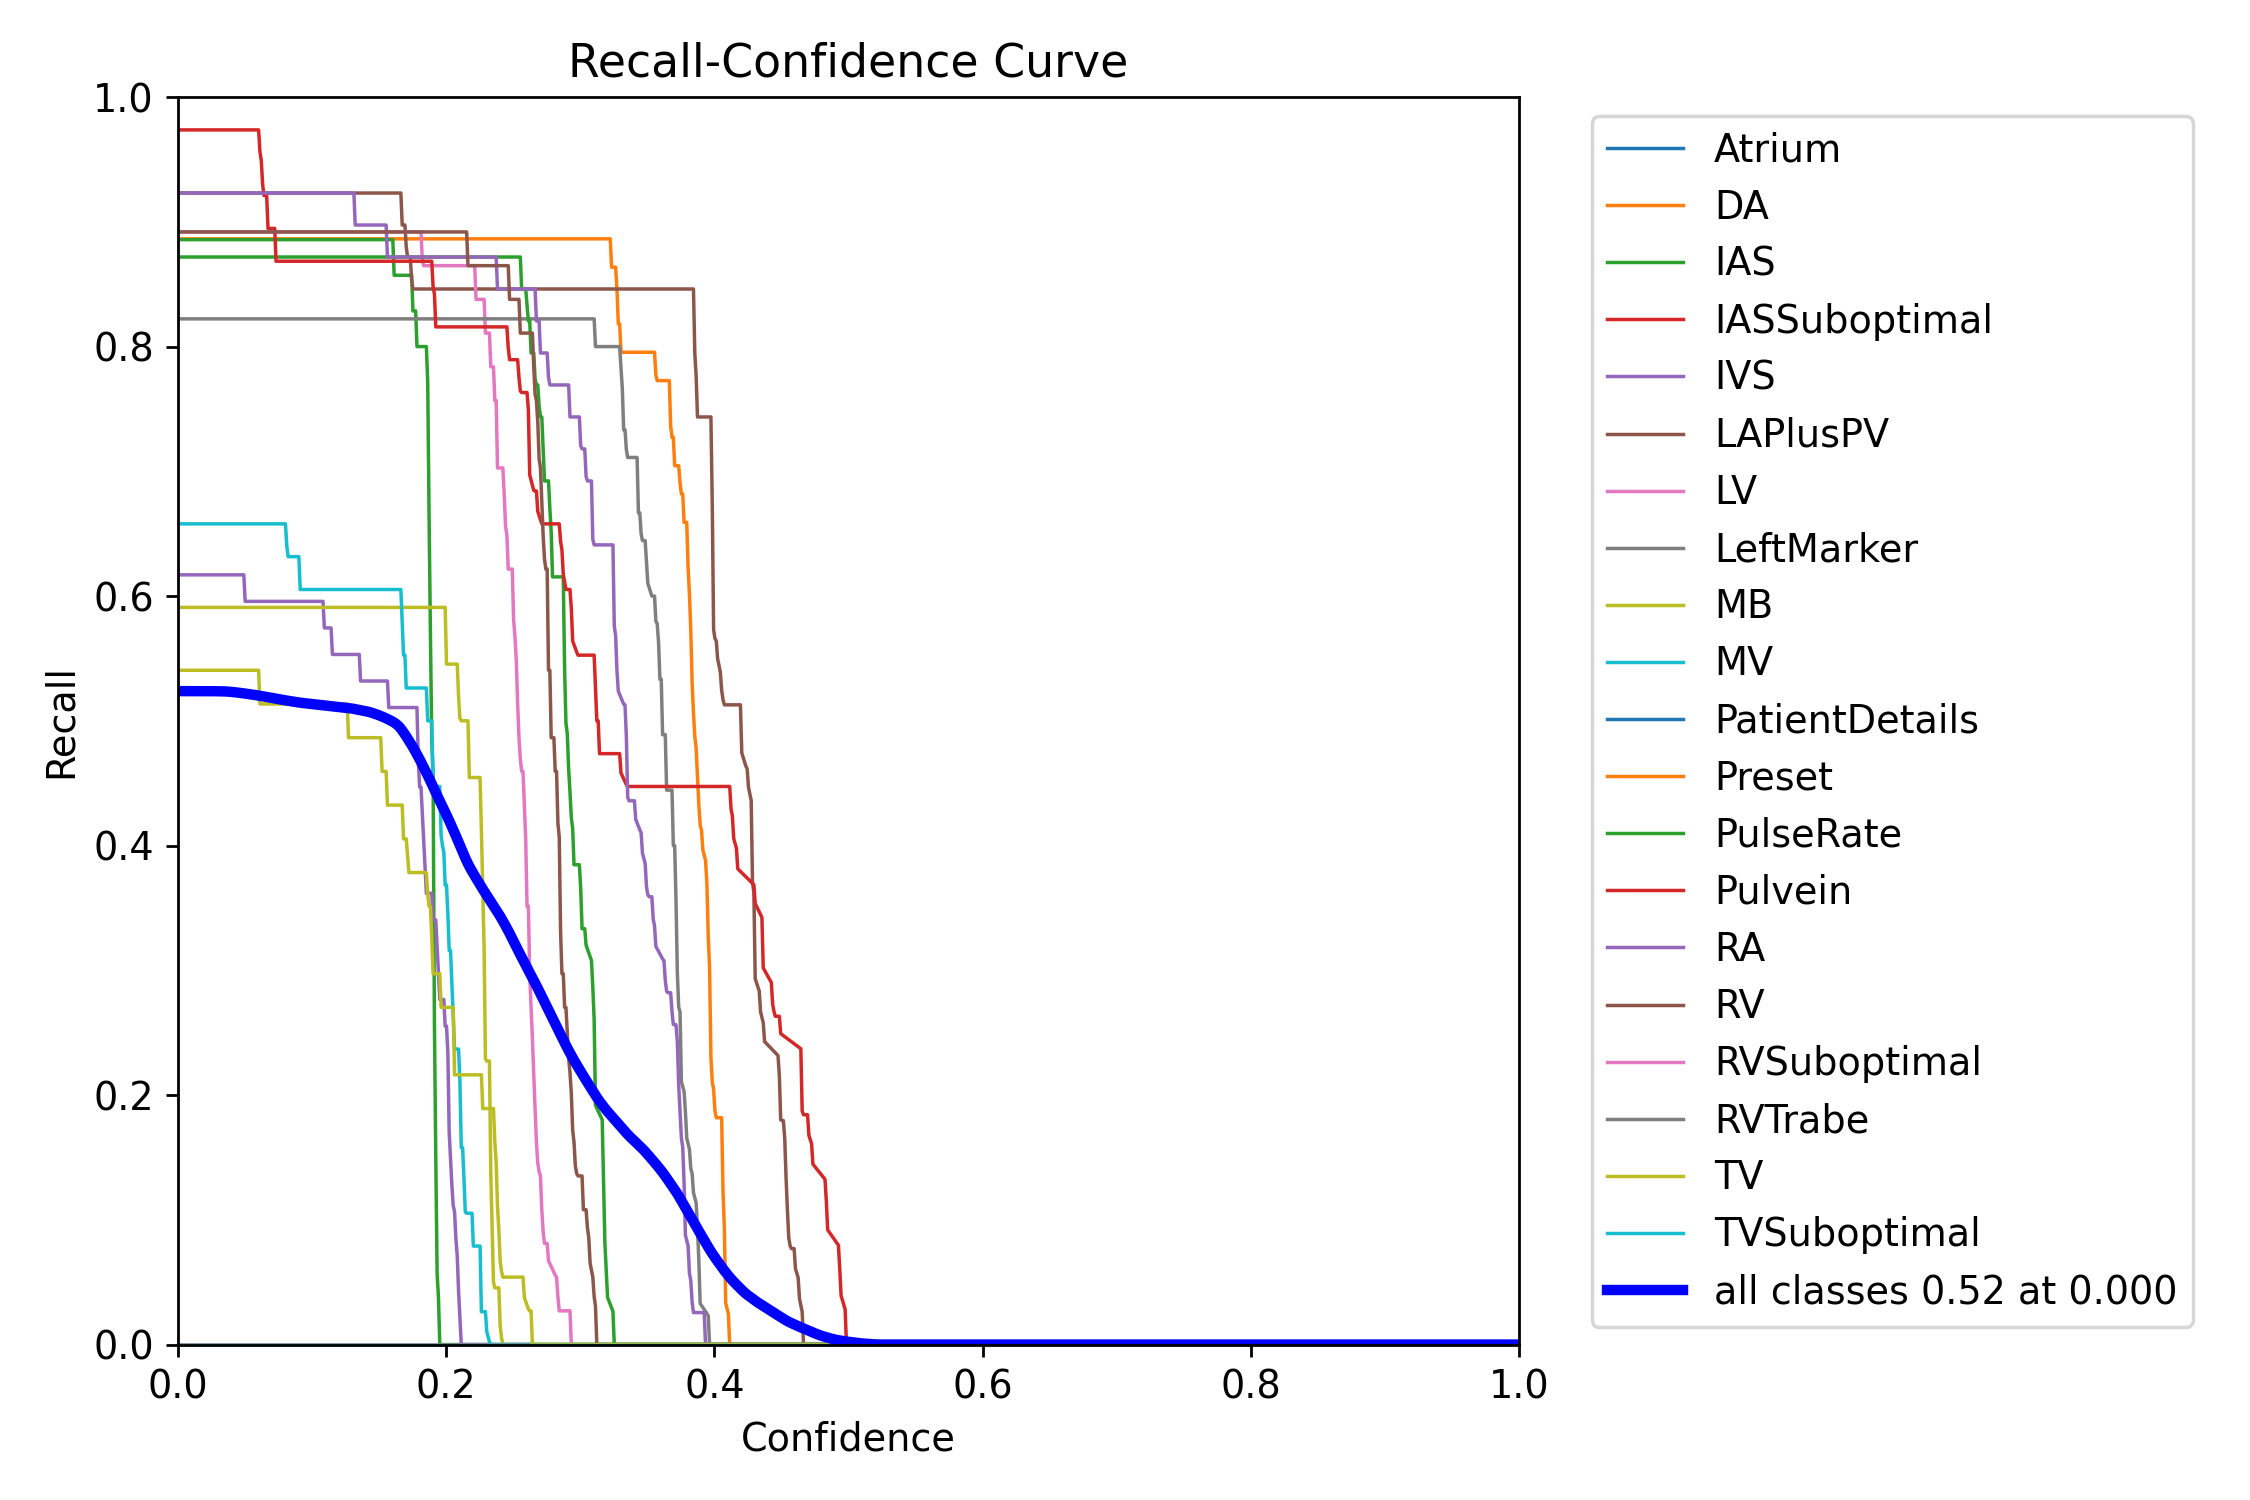 Recall-Confidence Curve
1.0
0.8
0.6
0.4
0.2
0.0
Recall
0.0 0.2 0.4 0.6 0.8 1.0
Confidence
Atrium
DA
IAS
IASSuboptimal
IVS
LAPlusPV
LV
LeftMarker
MB
MV
PatientDetails
Preset
PulseRate
Pulvein
RA
RV
RVSuboptimal
RVTrabe
TV
TVSuboptimal
all classes 0.52 at 0.000